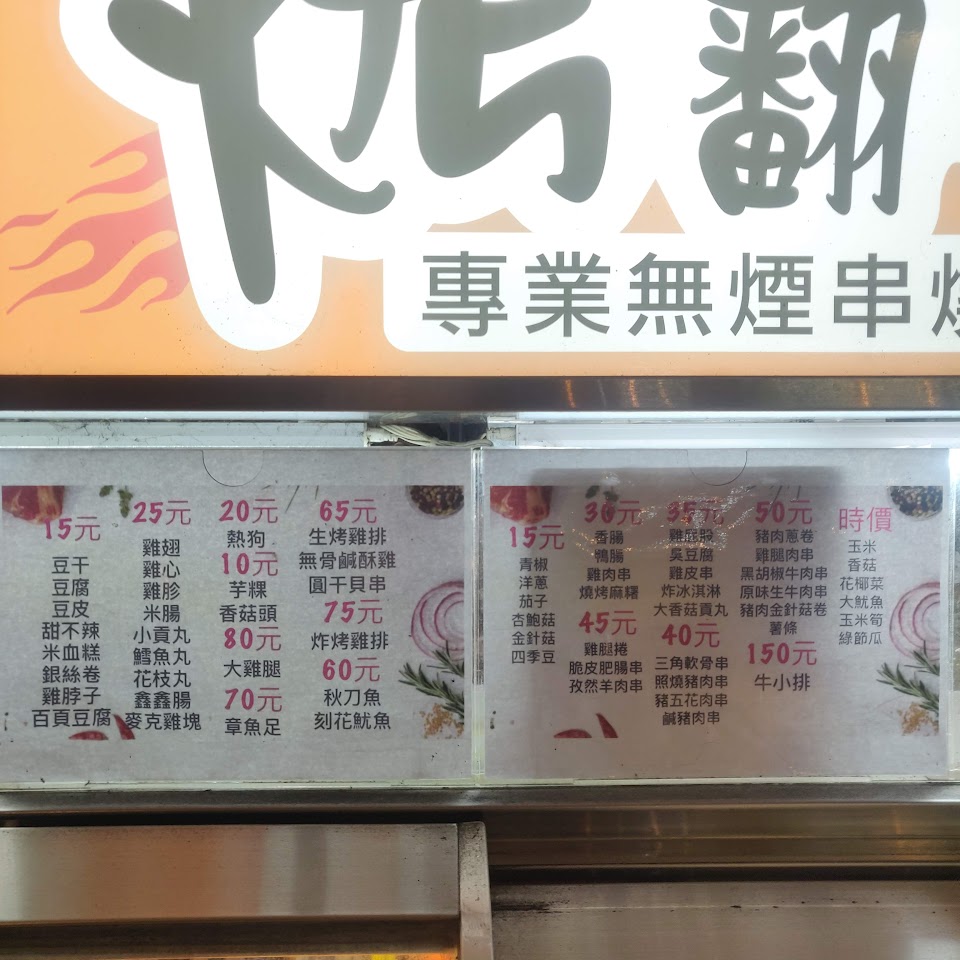 烤翻
專業無煙串燒
15元
豆干
豆腐
豆皮
甜不辣
米血糕
銀絲卷
雞脖子
百頁豆腐
25元
雞翅
雞心
雞胗
米腸
小貢丸
鱈魚丸
花枝丸
鑫鑫腸
麥克雞塊
20元
熱狗
10元
芋粿
香菇頭
80元
大雞腿
70元
章魚足
65元
生烤雞排
無骨鹹酥雞
圓干貝串
75元
炸烤雞排
60元
秋刀魚
刻花魷魚
15元
青椒
洋蔥
茄子
杏鮑菇
金針菇
四季豆
30元
香腸
鴨腸
雞肉串
燒烤麻糬
45元
雞腿捲
脆皮肥腸串
孜然羊肉串
35元
雞屁股
臭豆腐
雞皮串
炸冰淇淋
大香菇貢丸
40元
三角軟骨串
照燒豬肉串
豬五花肉串
鹹豬肉串
50元
豬肉蔥卷
雞腿肉串
黑胡椒牛肉串
原味生牛肉串
豬肉金針菇卷
薯條
150元
牛小排
時價
玉米
香菇
花椰菜
大魷魚
玉米筍
綠節瓜